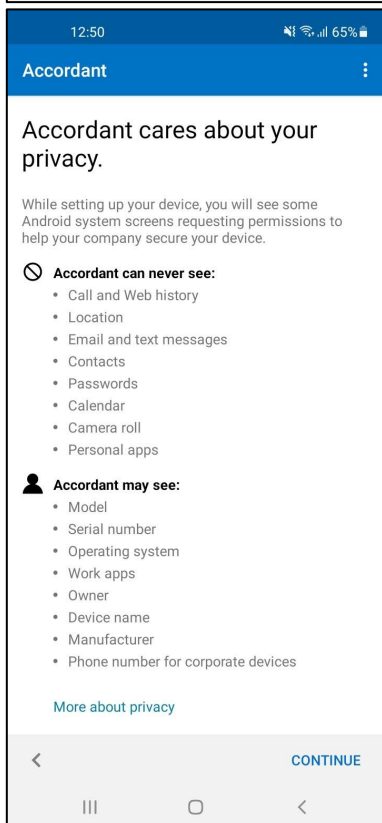 12:50 65%
Accordant
Accordant cares about your
privacy.
While setting up your device, you will see some
Android system screens requesting permissions to
help your company secure your device.
Accordant can never see:
• Call and Web history
• Location
• Email and text messages
• Contacts
• Passwords
• Calendar
• Camera roll
• Personal apps
Accordant may see:
• Model
• Serial number
• Operating system
• Work apps
• Owner
• Device name
• Manufacturer
• Phone number for corporate devices
More about privacy
CONTINUE